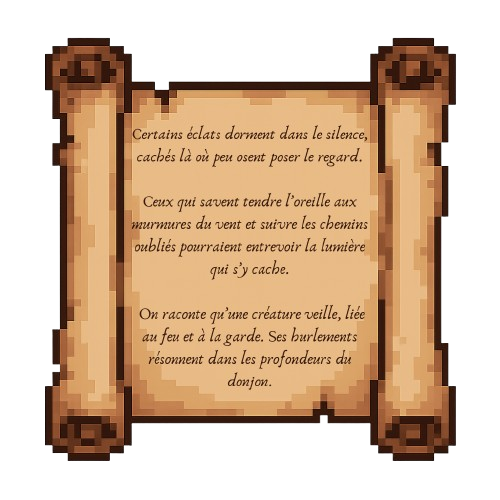 Certains éclats dorment dans le silence,
cachés là où peu osent poser le regard.
Ceux qui savent tendre l'oreille aux
murmures du vent et suivre les chemins
oubliés pourraient entrevoir la lumière
qui s'y cache.
On raconte qu'une créature veille, liée
au feu et à la garde. Ses hurlements
résonnent dans les profondeurs du
donjon.